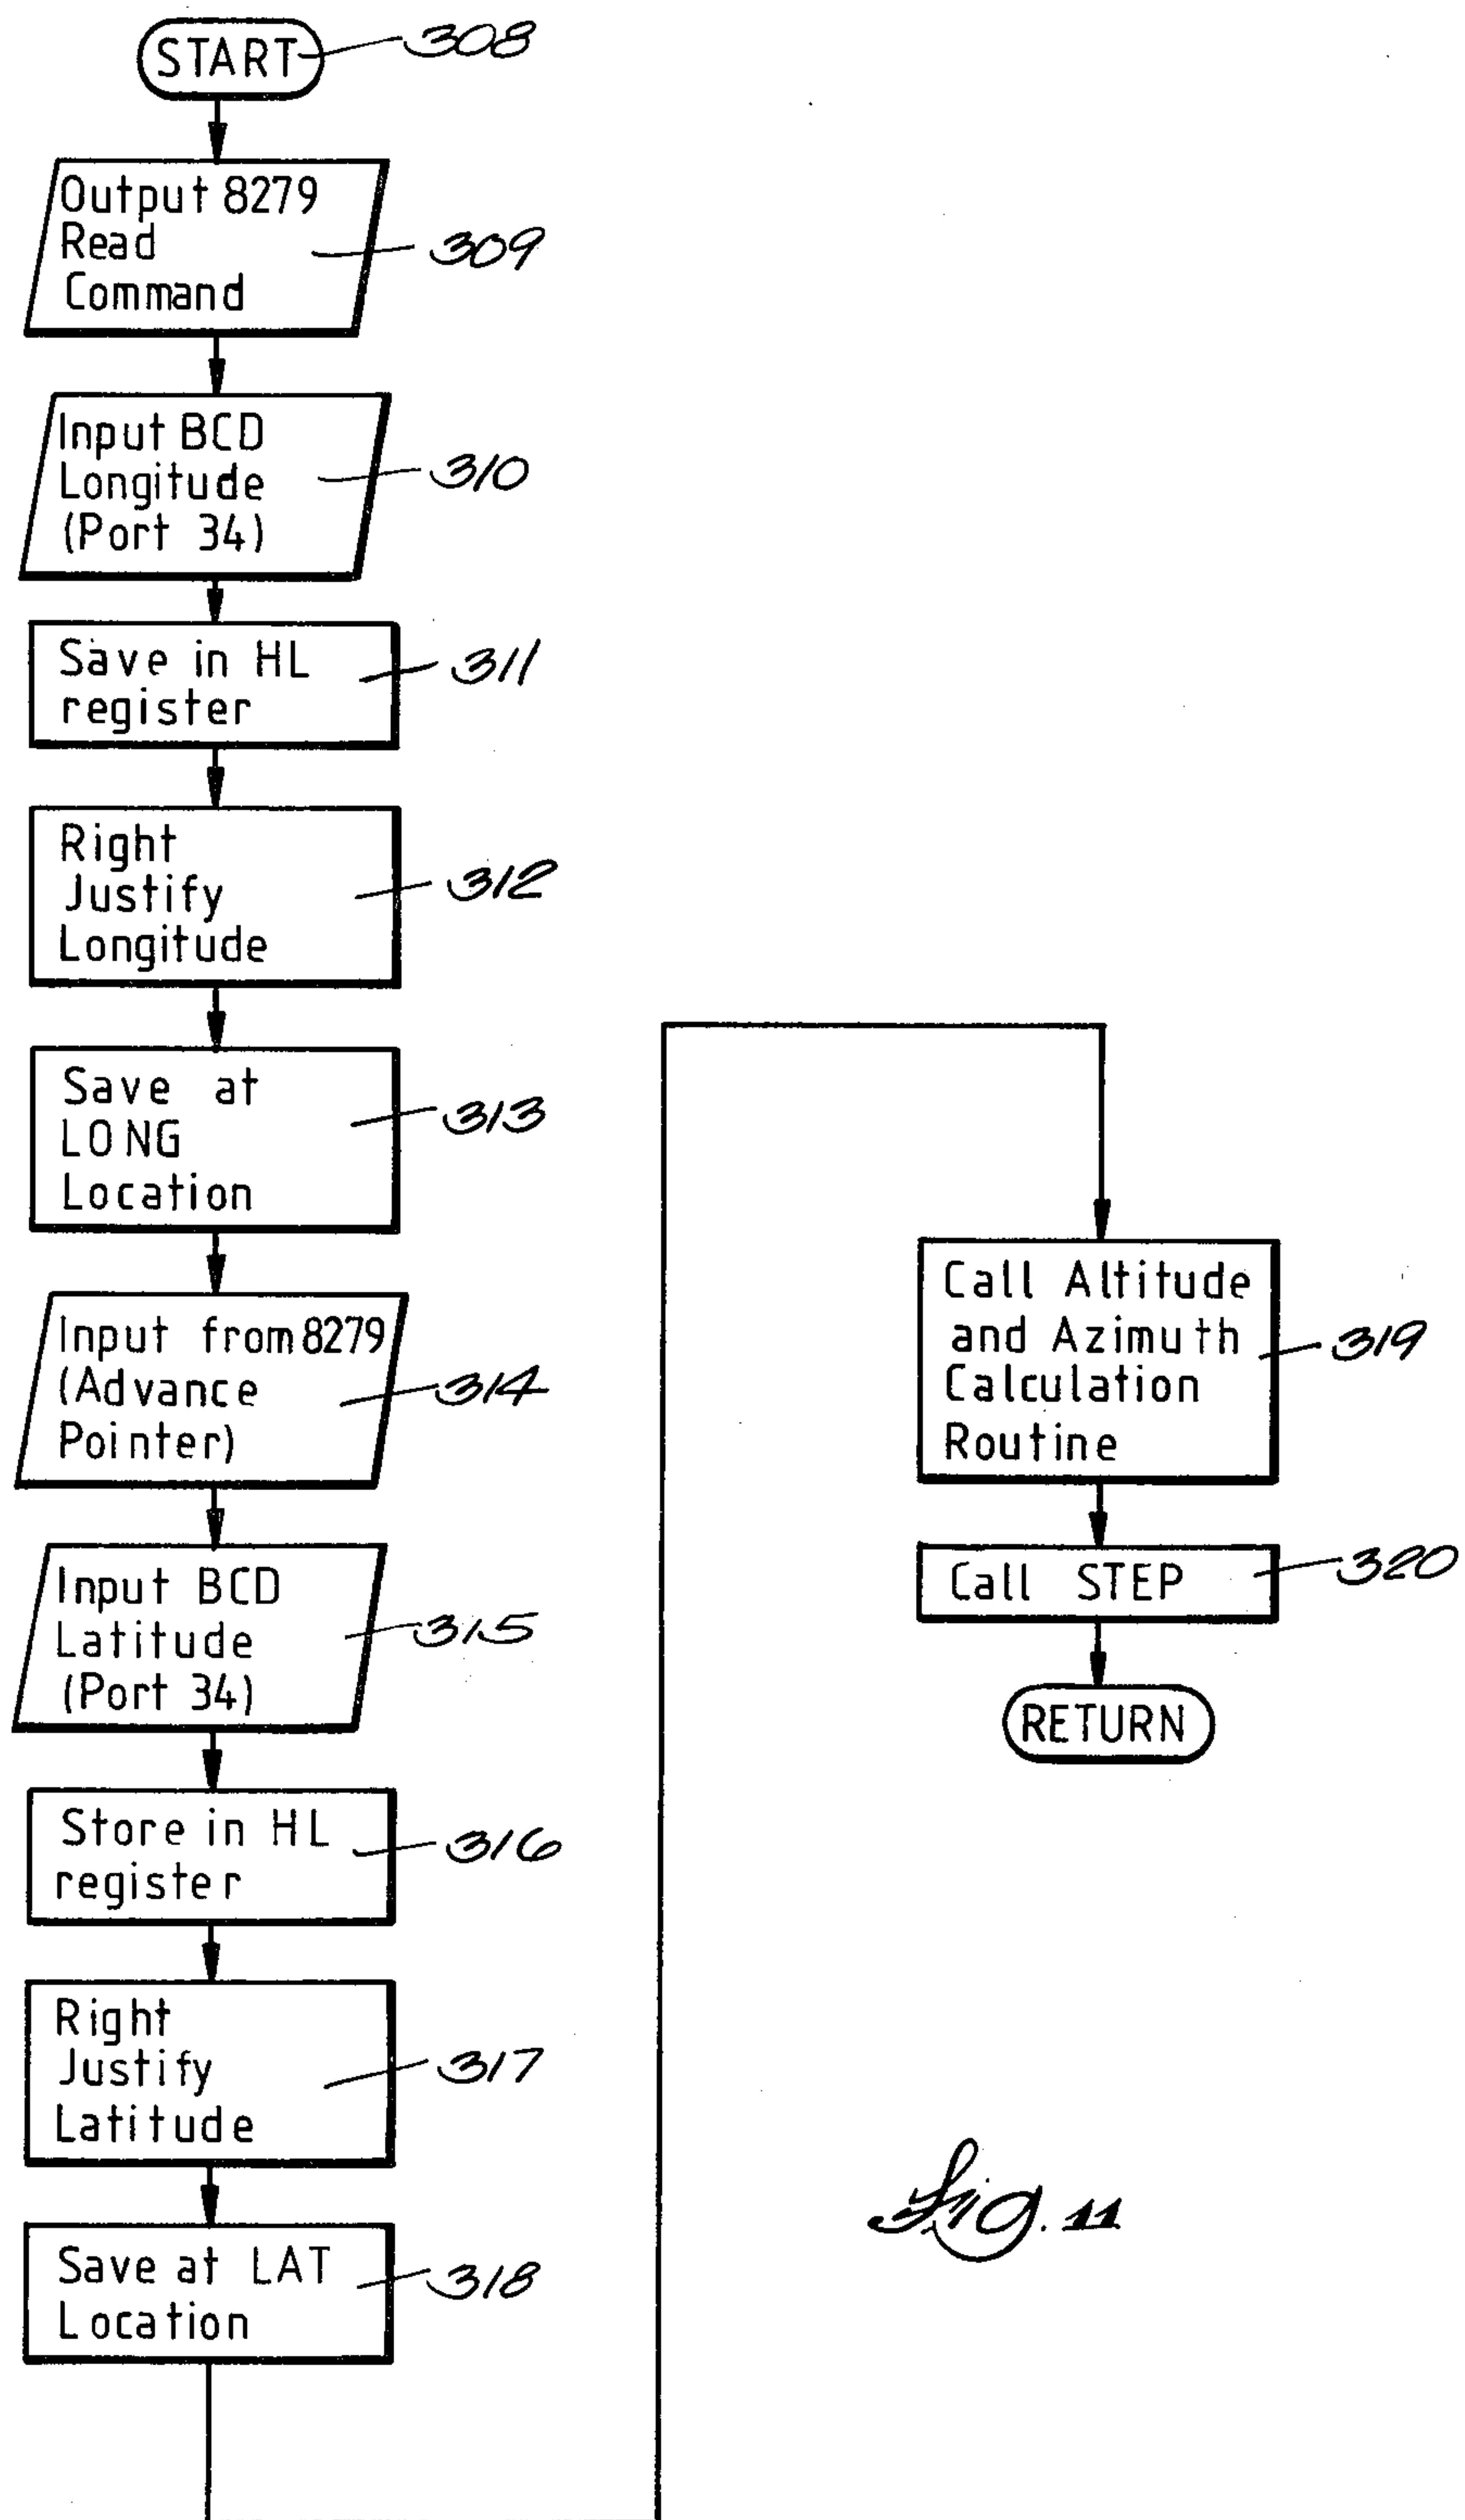 START
308
Output 8279
Read
Command
309
Input BCD
Longitude
(Port 34)
310
Save in HL
register
311
Right
Justify
Longitude
312
Save at
LONG
Location
313
Input from 8279
(Advance
Pointer)
314
Input BCD
Latitude
(Port 34)
315
Store in HL
register
316
Right
Justify
Latitude
317
Save at LAT
Location
318
Call Altitude
and Azimuth
Calculation
Routine
319
Call STEP
320
RETURN
Fig. 11